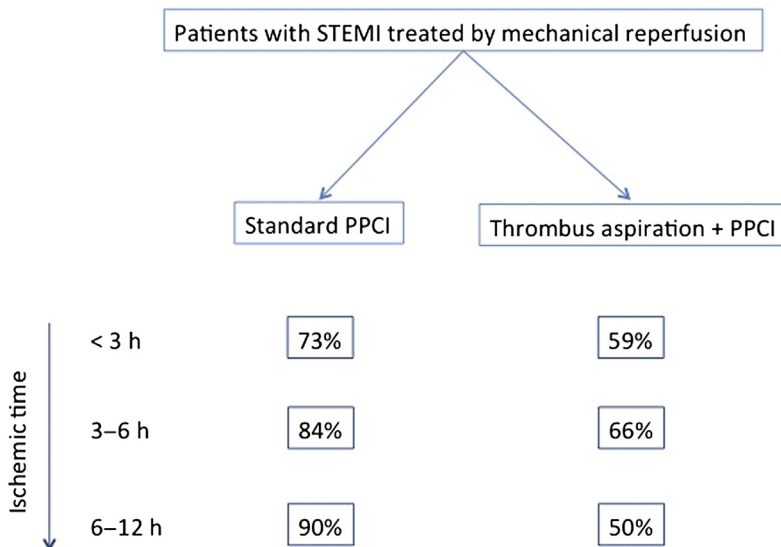 Patients with STEMI treated by mechanical reperfusion
Standard PPCI
Thrombus aspiration + PPCI
Ischemic time
< 3 h 73% 59%
3–6 h 84% 66%
6–12 h 90% 50%